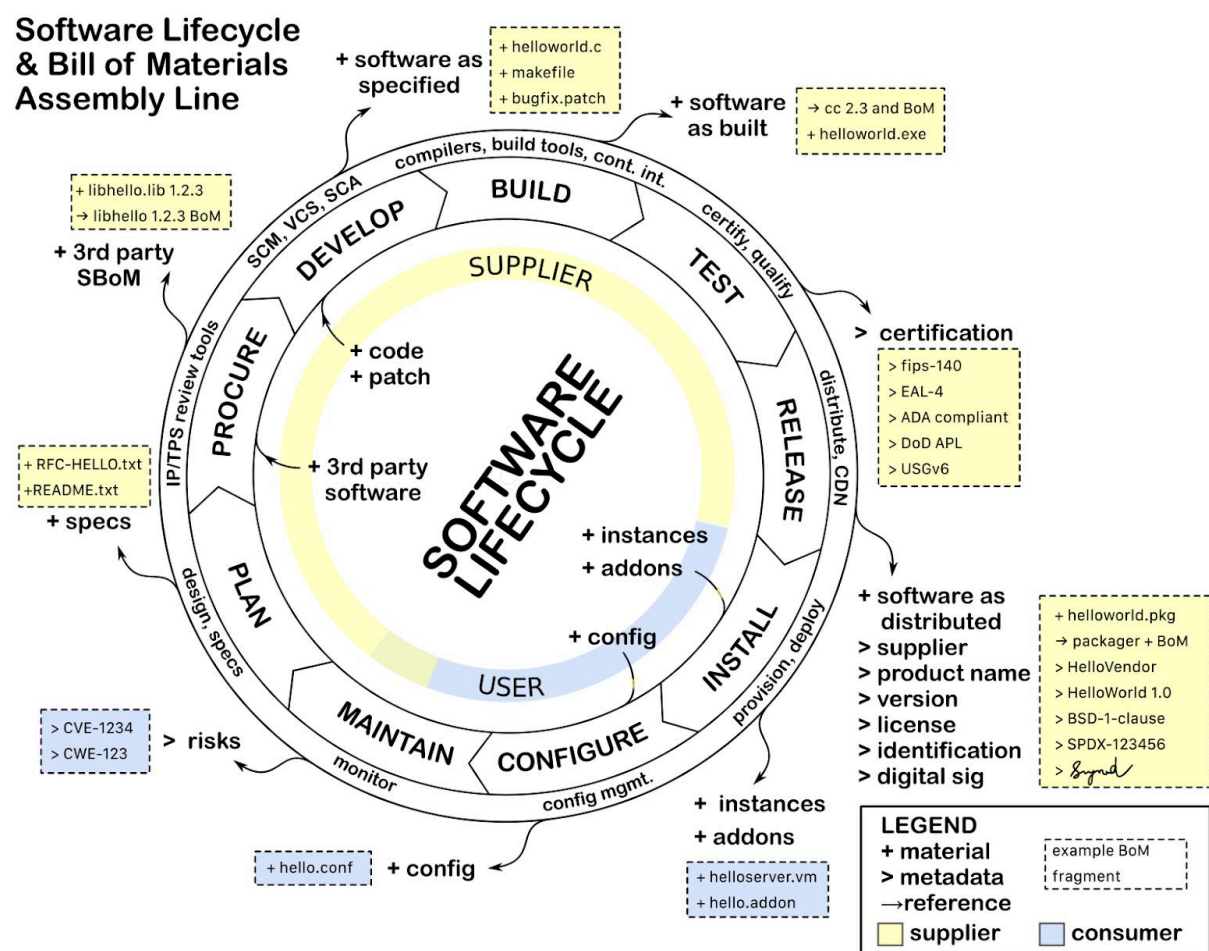 Software Lifecycle
& Bill of Materials
Assembly Line
+ software as
specified
+ helloworld.c
+ makefile
+ bugfix.patch
+ software
as built
→ cc 2.3 and BoM
+ helloworld.exe
+ libhello.lib 1.2.3
→ libhello 1.2.3 BoM
+ 3rd party
SBoM
SCM, VCS, SCA
compilers, build tools, cont. int.
certify, qualify
distribute, CDN
provision, deploy
config mgmt.
monitor
design, specs
IP/TPS review tools
DEVELOP
BUILD
TEST
RELEASE
INSTALL
CONFIGURE
MAINTAIN
PLAN
PROCURE
SUPPLIER
+ code
+ patch
+ 3rd party
software
SOFTWARE
LIFECYCLE
+ instances
+ addons
+ config
USER
> certification
> fips-140
> EAL-4
> ADA compliant
> DoD APL
> USGv6
+ RFC-HELLO.txt
+README.txt
+ specs
+ software as
distributed
> supplier
> product name
> version
> license
> identification
> digital sig
+ helloworld.pkg
→ packager + BoM
> HelloVendor
> HelloWorld 1.0
> BSD-1-clause
> SPDX-123456
> Signed
> CVE-1234
> CWE-123
> risks
+ hello.conf
+ config
+ instances
+ addons
+ helloserver.vm
+ hello.addon
LEGEND
+ material
> metadata
→reference
example BoM
fragment
supplier
consumer